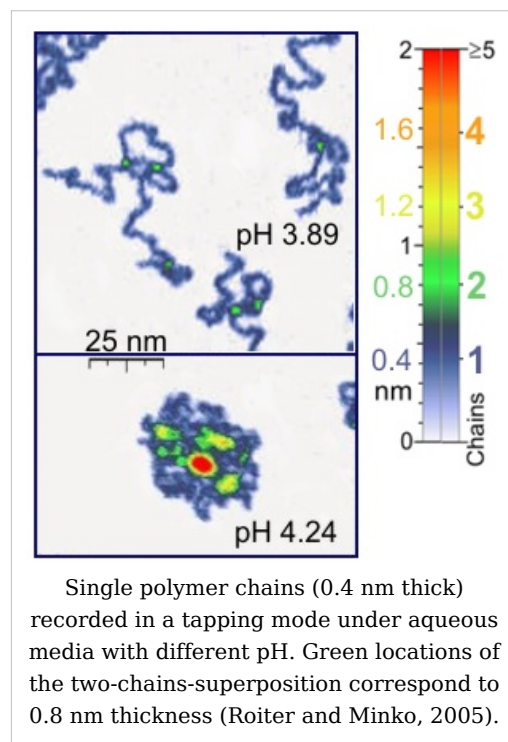 2
≥5
1.6
4
1.2
3
pH 3.89
1
0.8
2
25 nm
0.4
1
nm
0
Chains
pH 4.24
Single polymer chains (0.4 nm thick)
recorded in a tapping mode under aqueous
media with different pH. Green locations of
the two-chains-superposition correspond to
0.8 nm thickness (Roiter and Minko, 2005).